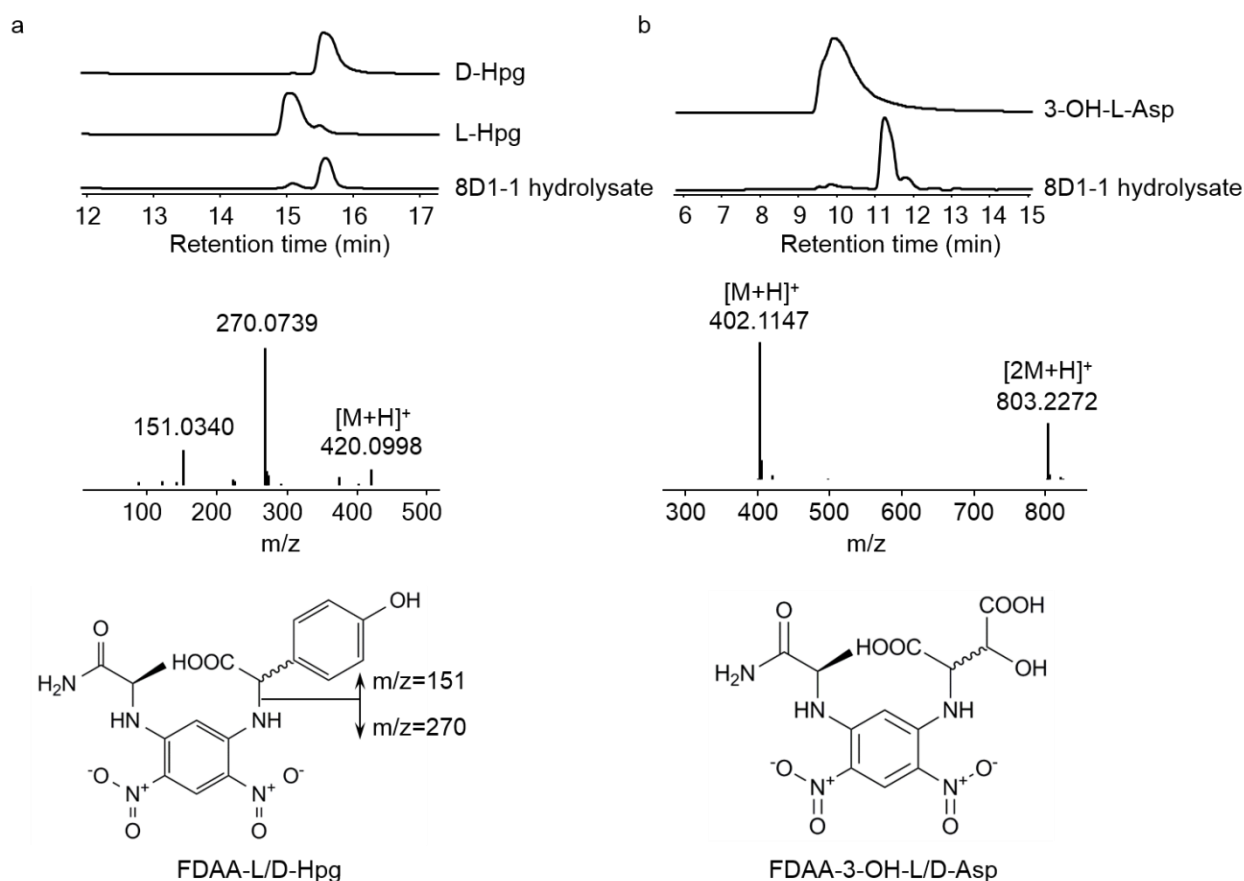 a
D-Hpg
L-Hpg
8D1-1 hydrolysate
12 13 14 15 16 17
Retention time (min)
270.0739
151.0340
[M+H]+
420.0998
100 200 300 400 500
m/z
O
OH
HOOC
H2N
m/z=151
m/z=270
HN
NH
-O N+ O
N+ O- O
FDAA-L/D-Hpg
b
3-OH-L-Asp
8D1-1 hydrolysate
6 7 8 9 10 11 12 13 14 15
Retention time (min)
[M+H]+
402.1147
[2M+H]+
803.2272
300 400 500 600 700 800
m/z
O
COOH
HOOC
OH
H2N
HN
NH
-O N+ O
N+ O- O
FDAA-3-OH-L/D-Asp